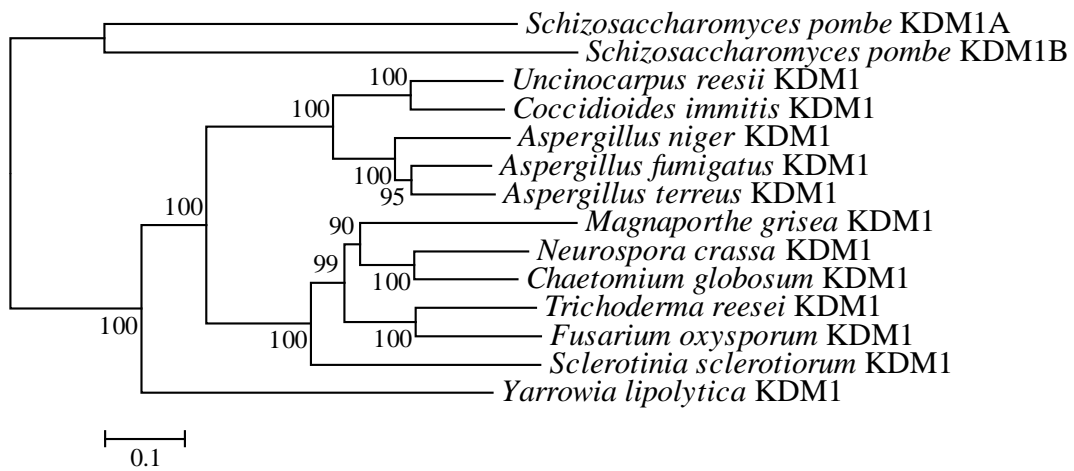 Schizosaccharomyces pombe KDM1A
Schizosaccharomyces pombe KDM1B
100
Uncinocarpus reesii KDM1
100
Coccidioides immitis KDM1
Aspergillus niger KDM1
Aspergillus fumigatus KDM1
100
Aspergillus terreus KDM1
95
100
Magnaporthe grisea KDM1
90
Neurospora crassa KDM1
99
Chaetomium globosum KDM1
100
Trichoderma reesei KDM1
100
Fusarium oxysporum KDM1
100
100
Sclerotinia sclerotiorum KDM1
Yarrowia lipolytica KDM1
0.1